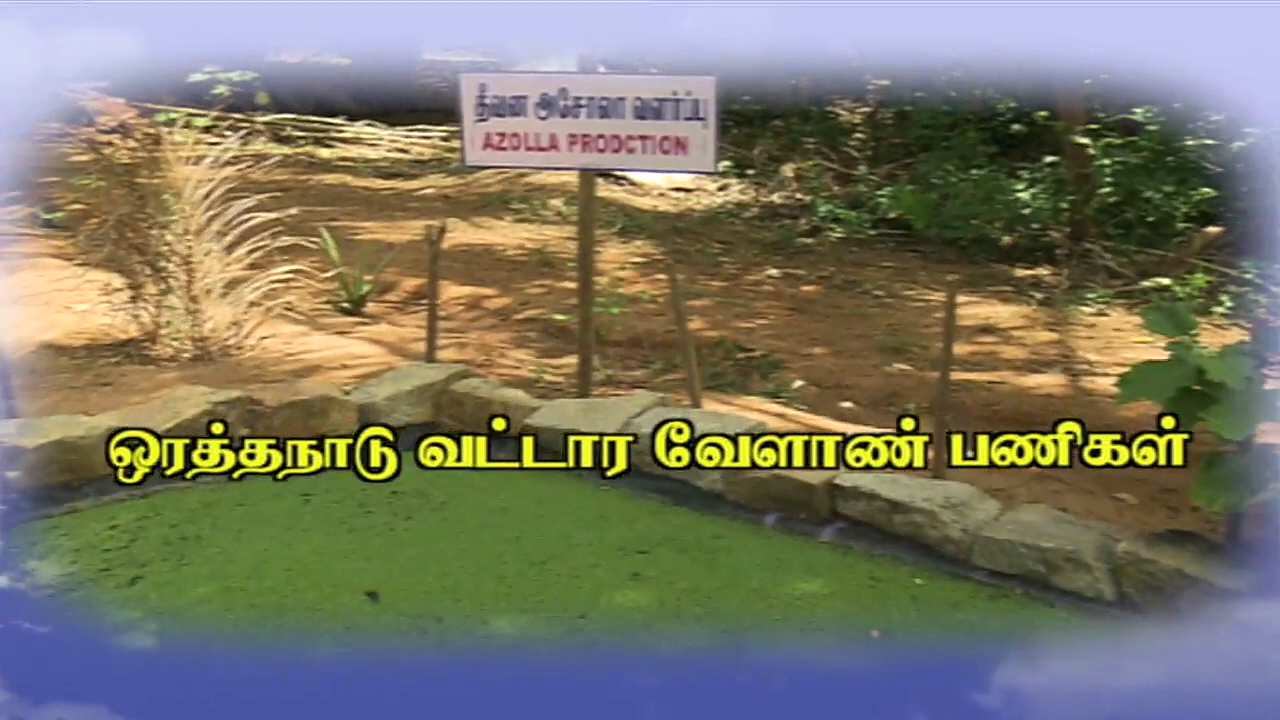 தீவன அசோலா வளர்ப்பு
AZOLLA PRODCTION
ஒரத்தநாடு வட்டார வேளாண் பணிகள்